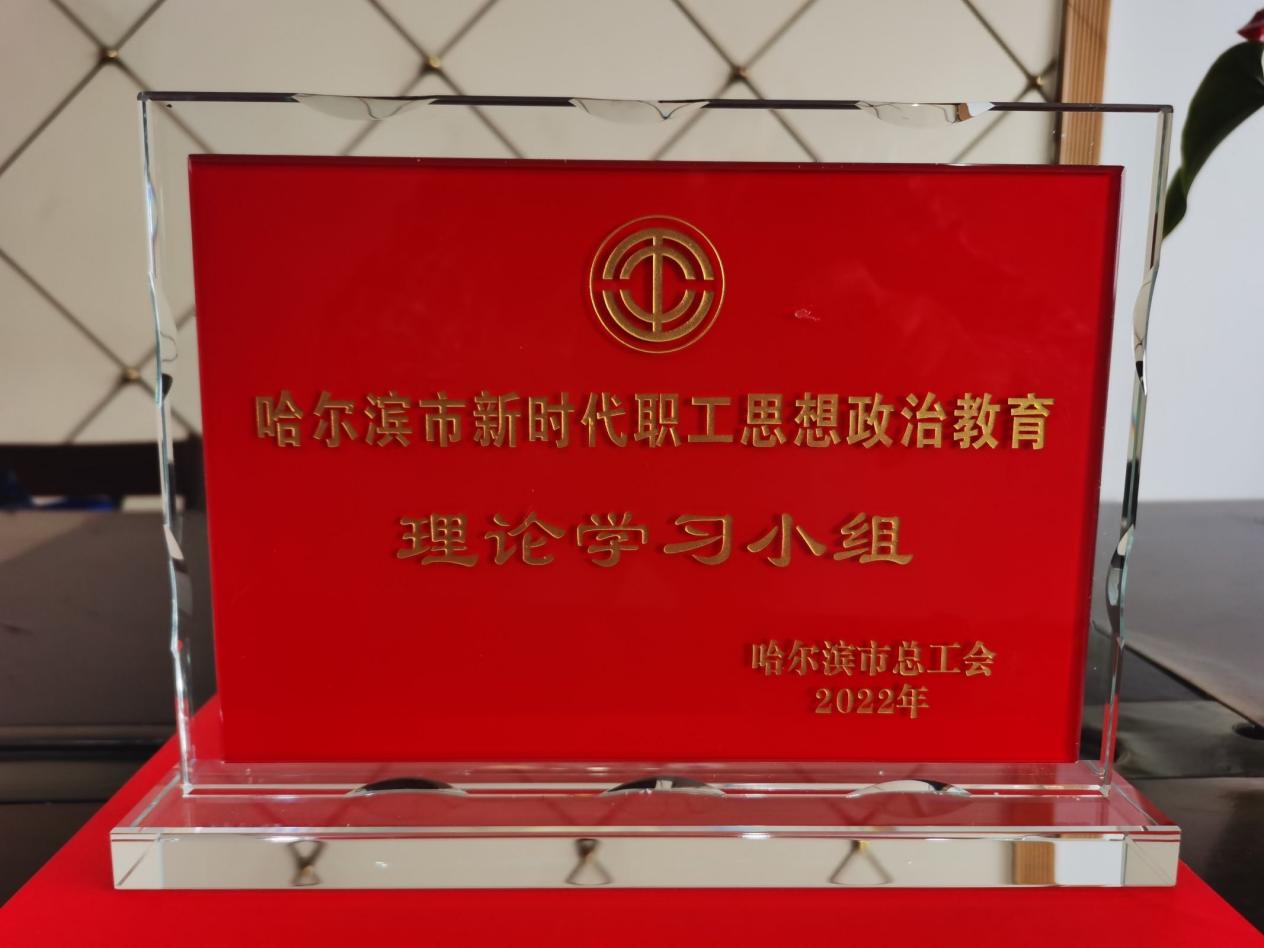 哈尔滨市新时代职工思想政治教育
理论学习小组
哈尔滨市总工会
2022年